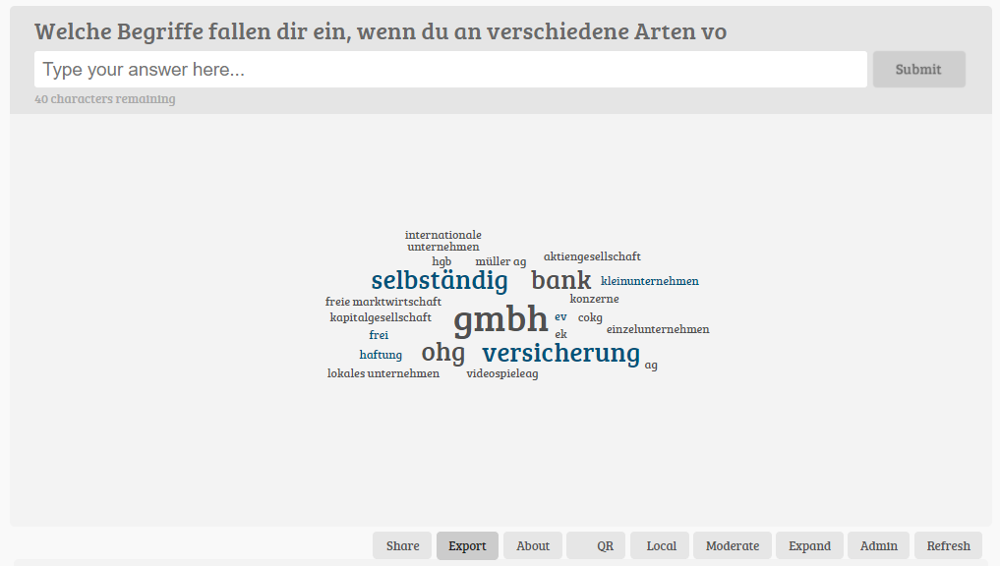 Welche Begriffe fallen dir ein, wenn du an verschiedene Arten vo
Type your answer here...
Submit
40 characters remaining
internationale
unternehmen
hgb
müller ag
aktiengesellschaft
selbständig
bank
kleinunternehmen
freie marktwirtschaft
konzerne
kapitalgesellschaft
gmbh
ev
cokg
frei
ek
einzelunternehmen
haftung
ohg
versicherung
ag
lokales unternehmen
videospieleag
Share
Export
About
QR
Local
Moderate
Expand
Admin
Refresh